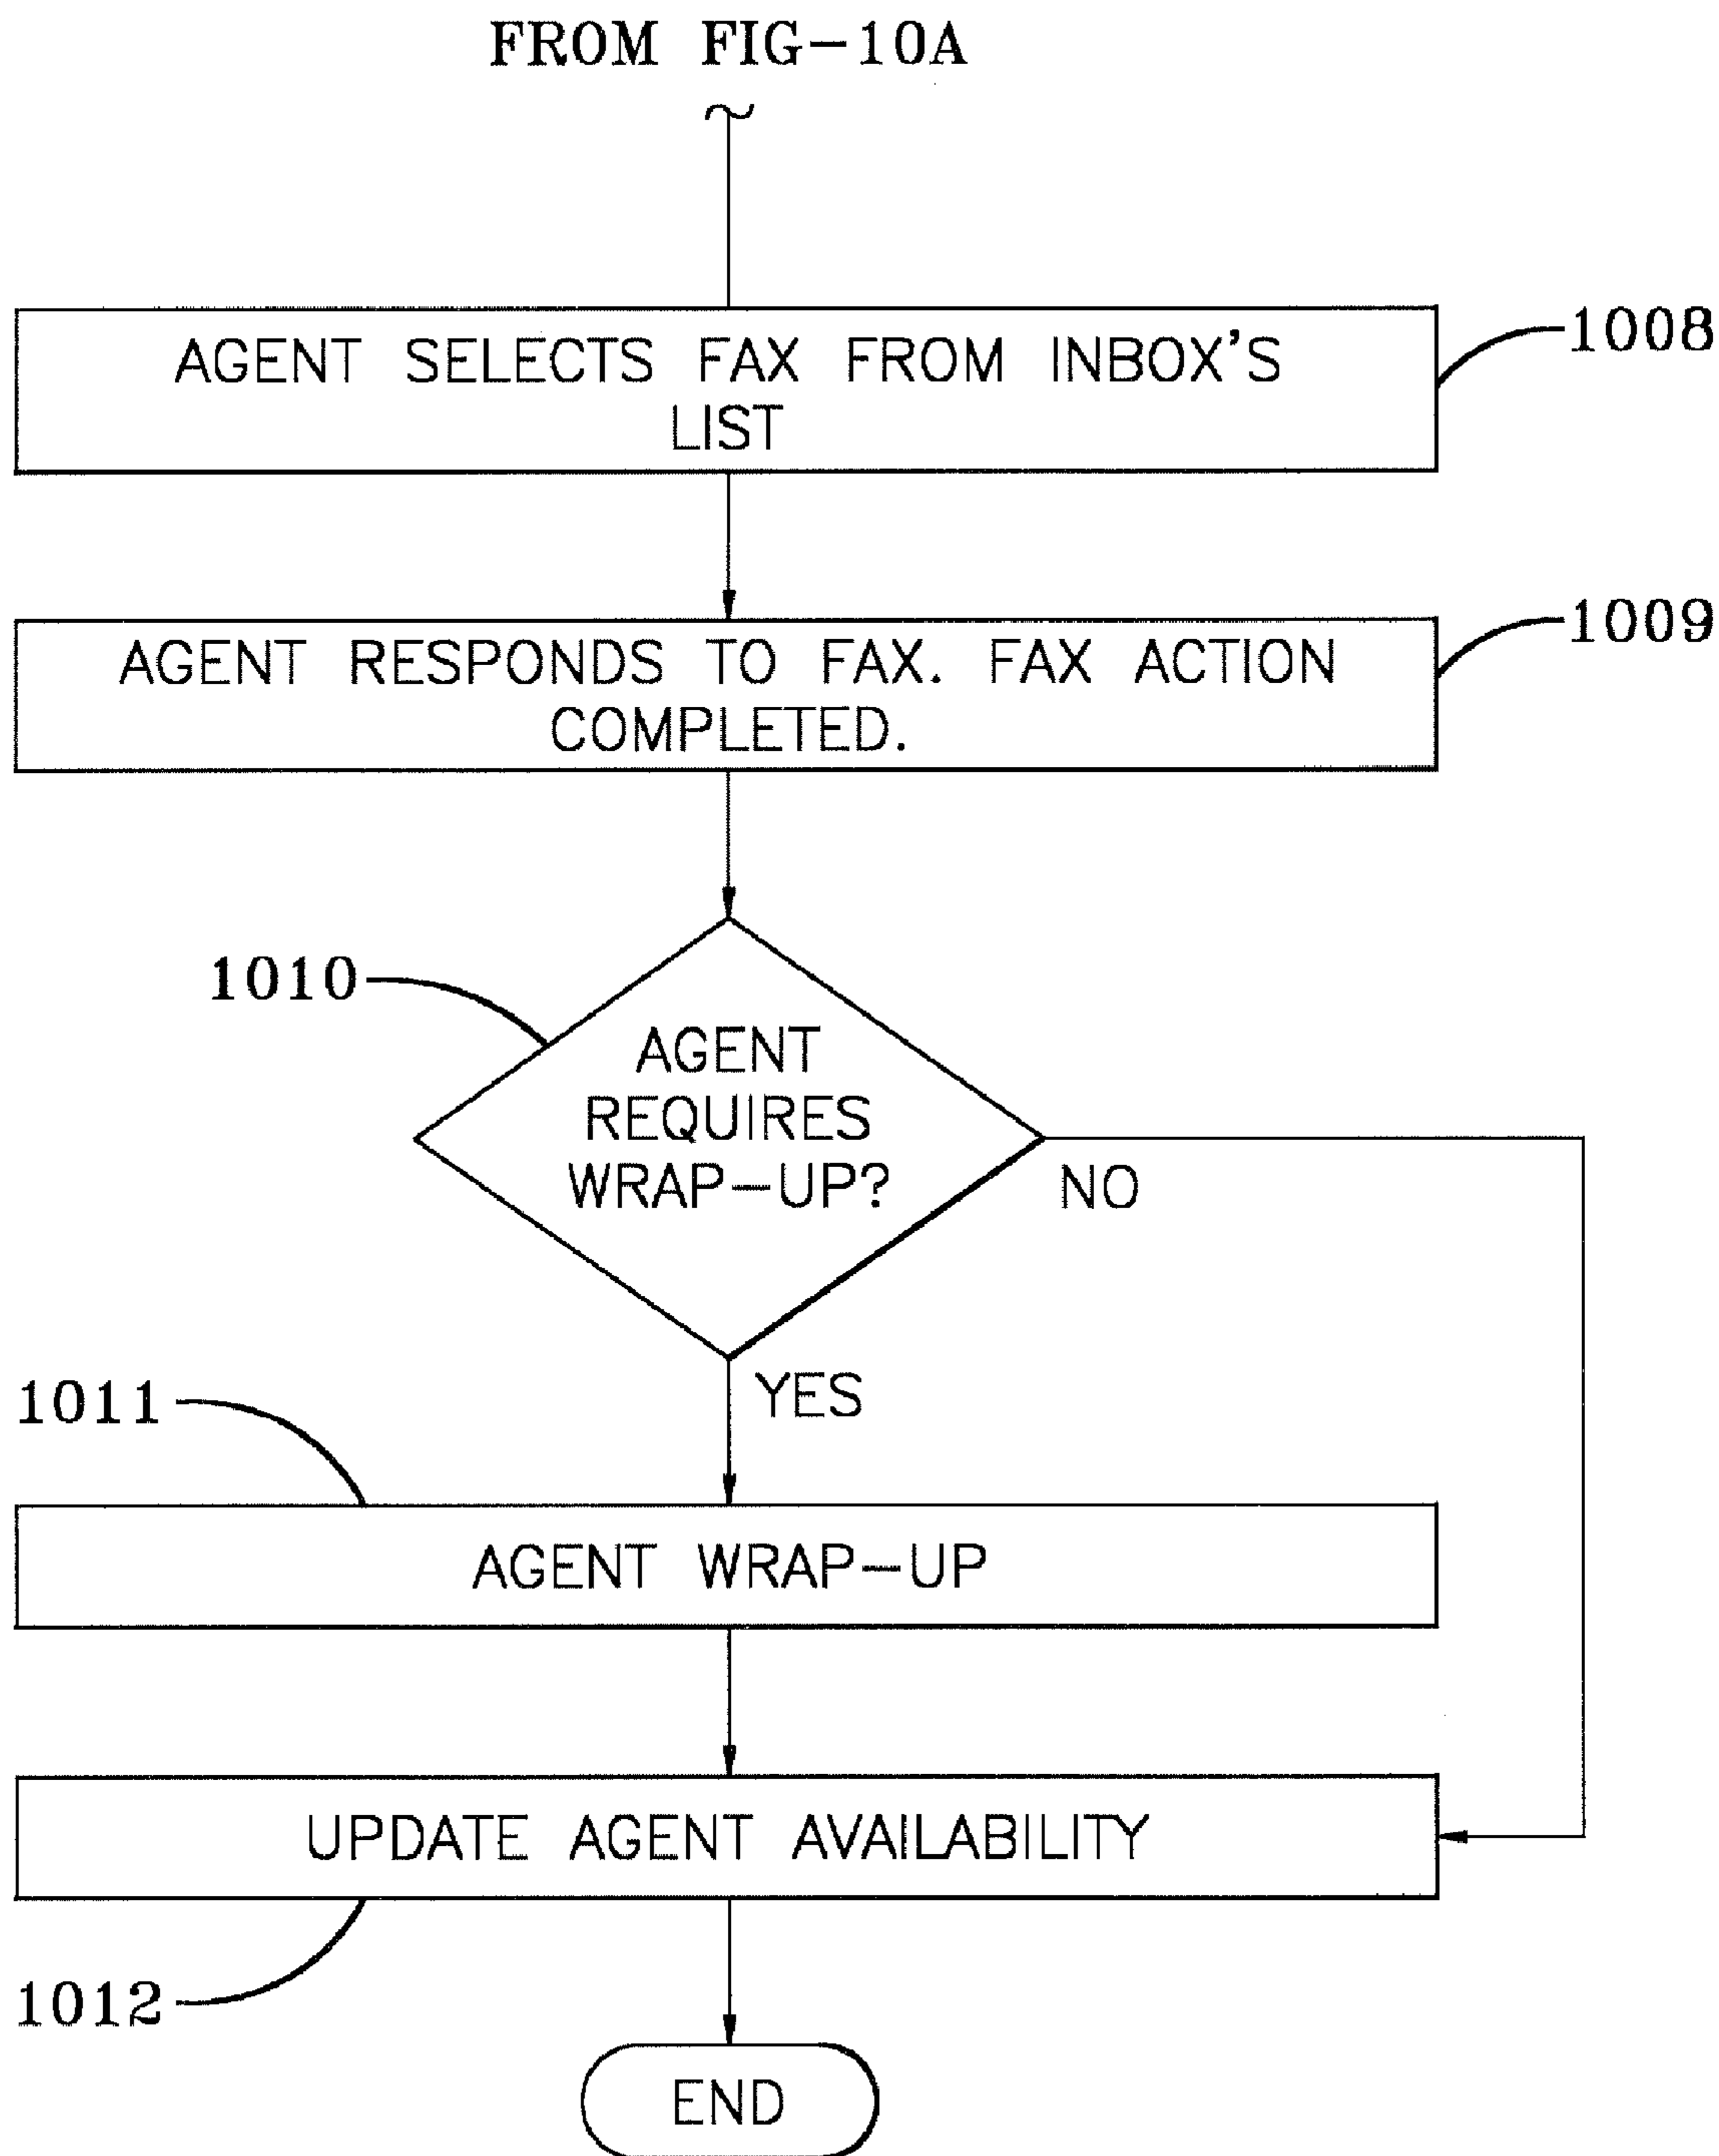 FROM FIG-10A
AGENT SELECTS FAX FROM INBOX'S
LIST
1008
AGENT RESPONDS TO FAX. FAX ACTION
COMPLETED.
1009
1010
AGENT
REQUIRES
WRAP-UP?
NO
YES
1011
AGENT WRAP-UP
UPDATE AGENT AVAILABILITY
1012
END